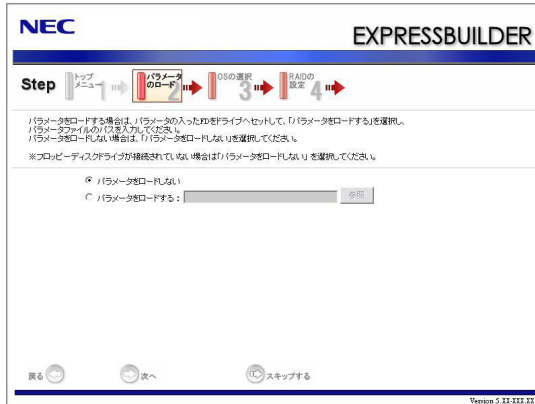 NEC
EXPRESSBUILDER
Step
トップ
メニュー
1
パラメータ
のロード
2
OSの選択
3
RAIDの
設定
4
パラメータをロードする場合は、パラメータの入ったFDをドライブへセットして、「パラメータをロードする」を選択し、
パラメータファイルのパスを入力してください。
パラメータをロードしない場合は、「パラメータをロードしない」を選択してください。
※フロッピーディスクドライブが接続されていない場合は「パラメータをロードしない」を選択してください。
パラメータをロードしない
パラメータをロードする：
参照
戻る
次へ
スキップする
Version 5.XX-XXX.XX